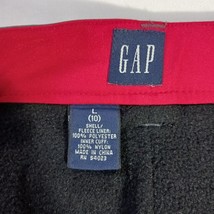 GAP
L
(10)
SHELL/
FLEECE LINER:
100% POLYESTER
INNER CUFF:
100% NYLON
MADE IN CHINA
RN 54023